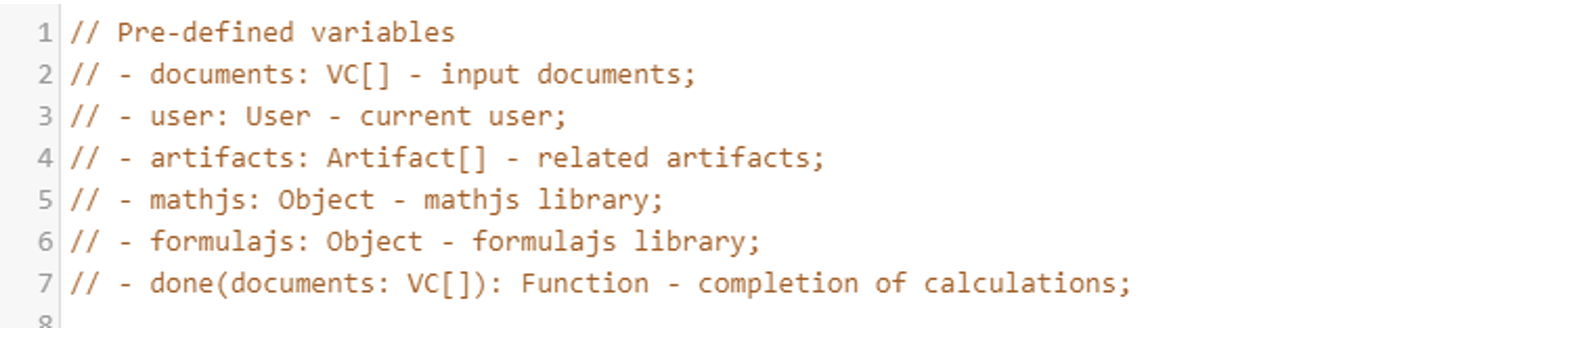 1 // Pre-defined variables
2 // - documents: VC[] - input documents;
3 // - user: User - current user;
4 // - artifacts: Artifact[] - related artifacts;
5 // - mathjs: Object - mathjs library;
6 // - formulajs: Object - formulajs library;
7 // - done(documents: VC[]): Function - completion of calculations;
8